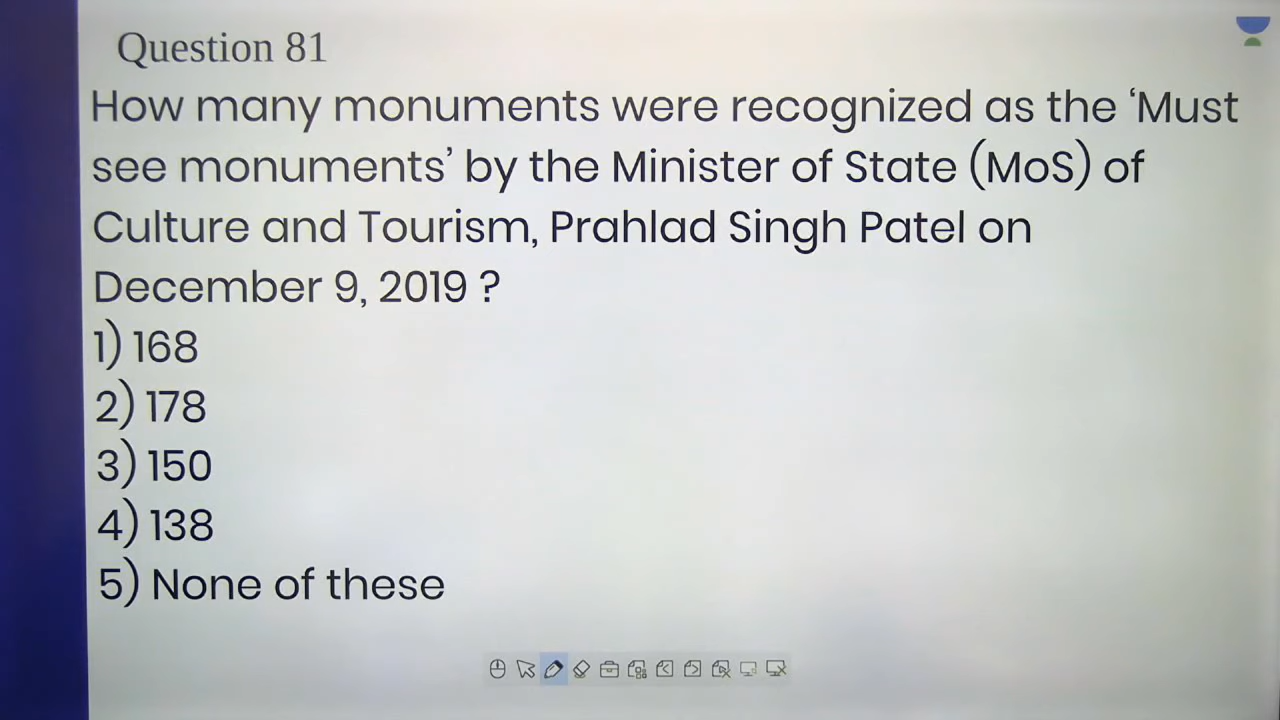 Question 81
How many monuments were recognized as the ‘Must
see monuments’ by the Minister of State (MoS) of
Culture and Tourism, Prahlad Singh Patel on
December 9, 2019 ?
1) 168
2) 178
3) 150
4) 138
5) None of these